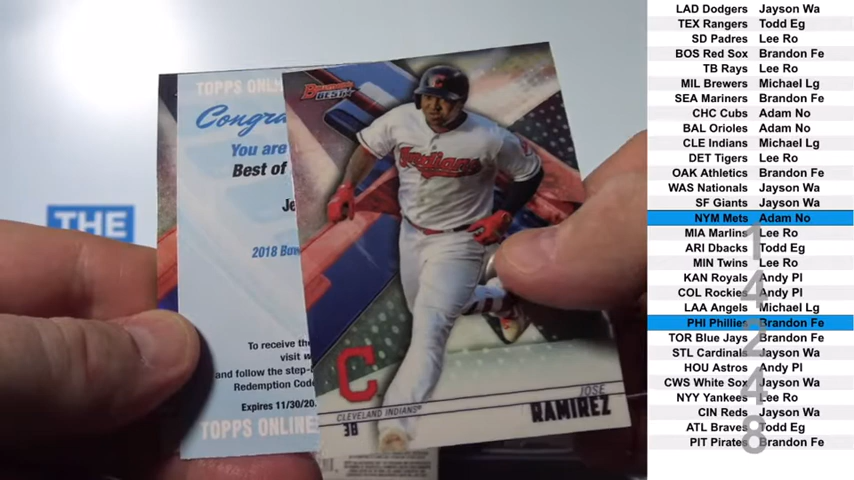 TOPPS ONLIN
Congra
You are
Best of
Je
2018 Bow
To receive the
visit w
and follow the step-
Redemption Code
Expires 11/30/20
TOPPS ONLINE
THE
Bowman's
BEST
Indians
C
CLEVELAND INDIANS
3B
JOSE
RAMIREZ
LAD Dodgers Jayson Wa
TEX Rangers Todd Eg
SD Padres Lee Ro
BOS Red Sox Brandon Fe
TB Rays Lee Ro
MIL Brewers Michael Lg
SEA Mariners Brandon Fe
CHC Cubs Adam No
BAL Orioles Adam No
CLE Indians Michael Lg
DET Tigers Lee Ro
OAK Athletics Brandon Fe
WAS Nationals Jayson Wa
SF Giants Jayson Wa
NYM Mets Adam No
MIA Marlins Lee Ro
ARI Dbacks Todd Eg
MIN Twins Lee Ro
KAN Royals Andy Pl
COL Rockies Andy Pl
LAA Angels Michael Lg
PHI Phillies Brandon Fe
TOR Blue Jays Brandon Fe
STL Cardinals Jayson Wa
HOU Astros Andy Pl
CWS White Sox Jayson Wa
NYY Yankees Lee Ro
CIN Reds Jayson Wa
ATL Braves Todd Eg
PIT Pirates Brandon Fe
1
4
2
4
8